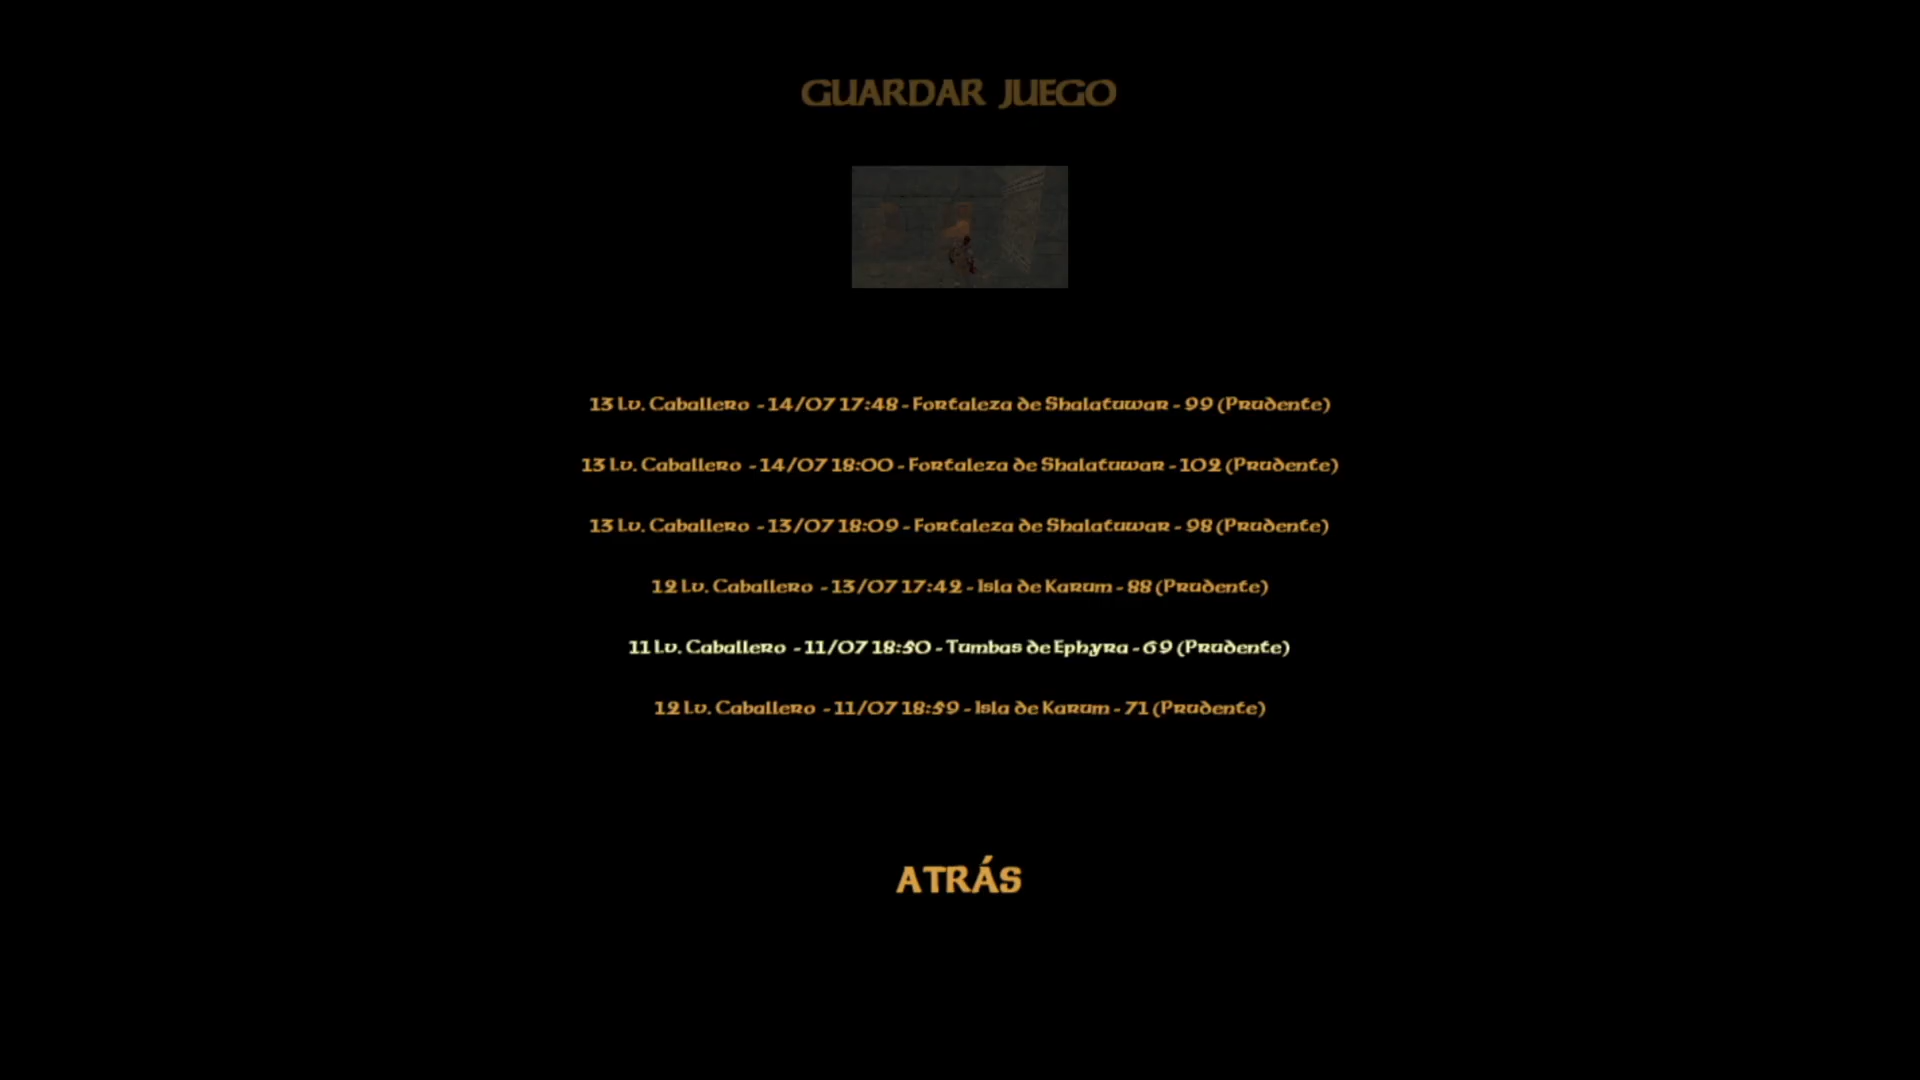 GUARDAR JUEGO
13 Lv. Caballero - 14/07 17:48 - Fortaleza de Shalatuwar - 99 (Prudente)
13 Lv. Caballero - 14/07 18:00 - Fortaleza de Shalatuwar - 102 (Prudente)
13 Lv. Caballero - 13/07 18:09 - Fortaleza de Shalatuwar - 98 (Prudente)
12 Lv. Caballero - 13/07 17:42 - Isla de Karum - 88 (Prudente)
11 Lv. Caballero - 11/07 18:50 - Tumbas de Ephyra - 69 (Prudente)
12 Lv. Caballero - 11/07 18:59 - Isla de Karum - 71 (Prudente)
ATRÁS